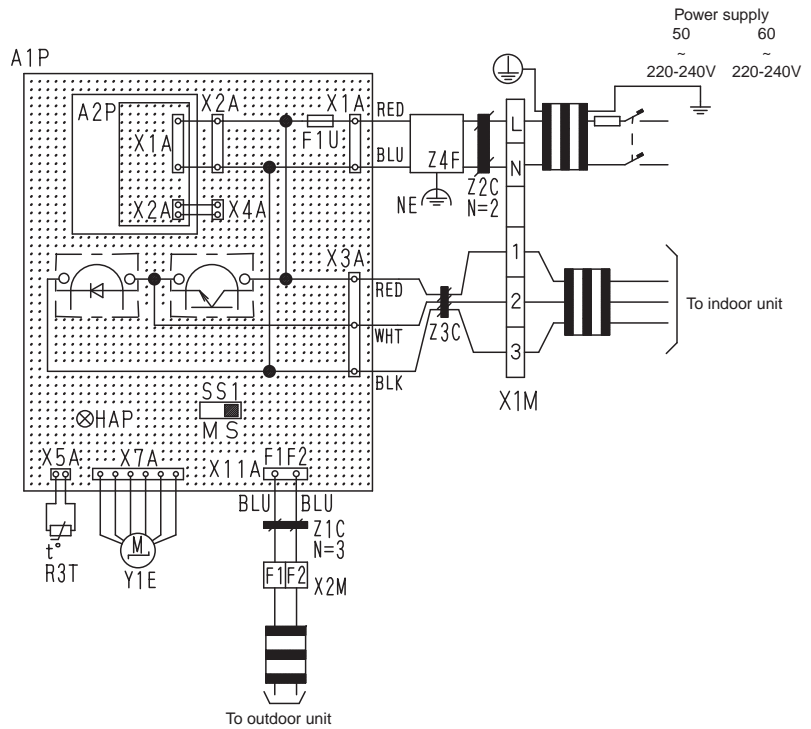 Power supply
50 60
~ ~
220-240V 220-240V
A1P
A2P
X2A
X1A
RED
X1A
F1U
L
BLU
Z4F
N
Z2C
N=2
NE
X2A
X4A
X3A
1
RED
2
To indoor unit
WHT
Z3C
3
BLK
X1M
SS1
HAP
M S
X5A
X7A
X11A
F1F2
BLU BLU
Z1C
N=3
t°
R3T
M
Y1E
F1 F2
X2M
To outdoor unit